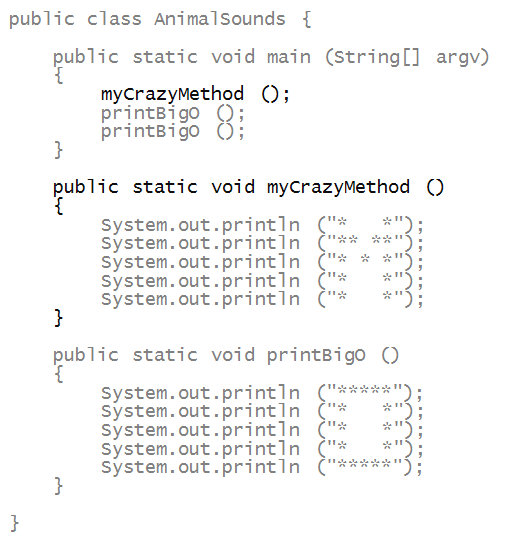 public class AnimalSounds {
    public static void main (String[] argv)
    {
        myCrazyMethod ();
        printBigO ();
        printBigO ();
    }
    public static void myCrazyMethod ()
    {
        System.out.println ("*   *");
        System.out.println ("** **");
        System.out.println ("* * *");
        System.out.println ("*   *");
        System.out.println ("*   *");
    }
    public static void printBigO ()
    {
        System.out.println ("*****");
        System.out.println ("*   *");
        System.out.println ("*   *");
        System.out.println ("*   *");
        System.out.println ("*****");
    }
}